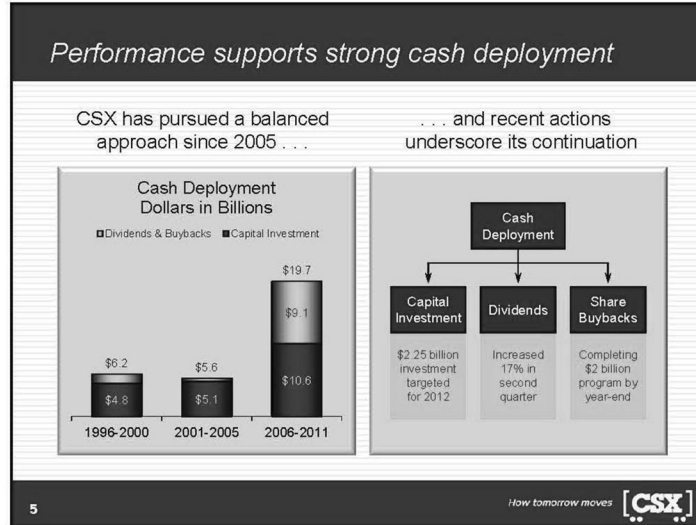 Performance supports strong cash deployment
CSX has pursued a balanced
approach since 2005 . . .
. . . and recent actions
underscore its continuation
Cash Deployment
Dollars in Billions
Dividends & Buybacks
Capital Investment
$19.7
$9.1
$10.6
$6.2
$4.8
$5.6
$5.1
1996-2000
2001-2005
2006-2011
Cash
Deployment
Capital
Investment
Dividends
Share
Buybacks
$2.25 billion
investment
targeted
for 2012
Increased
17% in
second
quarter
Completing
$2 billion
program by
year-end
5
How tomorrow moves
[CSX]